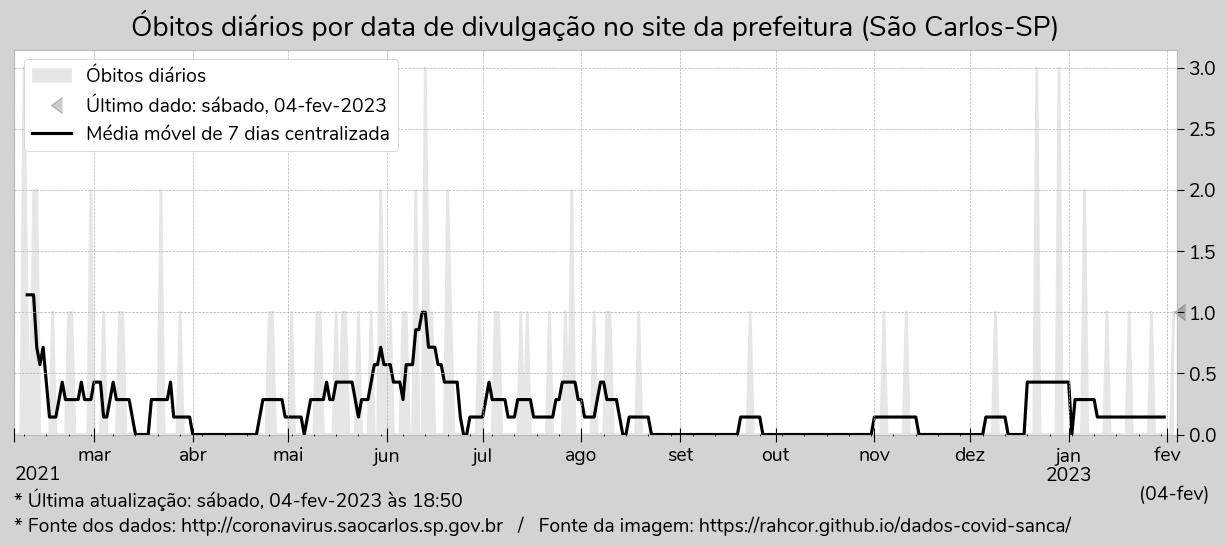 Óbitos diários por data de divulgação no site da prefeitura (São Carlos-SP)
Óbitos diários
Último dado: sábado, 04-fev-2023
Média móvel de 7 dias centralizada
3.0
2.5
2.0
1.5
1.0
0.5
0.0
mar abr mai jun jul ago set out nov dez jan fev
2021 2023
(04-fev)
* Última atualização: sábado, 04-fev-2023 às 18:50
* Fonte dos dados: http://coronavirus.saocarlos.sp.gov.br / Fonte da imagem: https://rahcor.github.io/dados-covid-sanca/